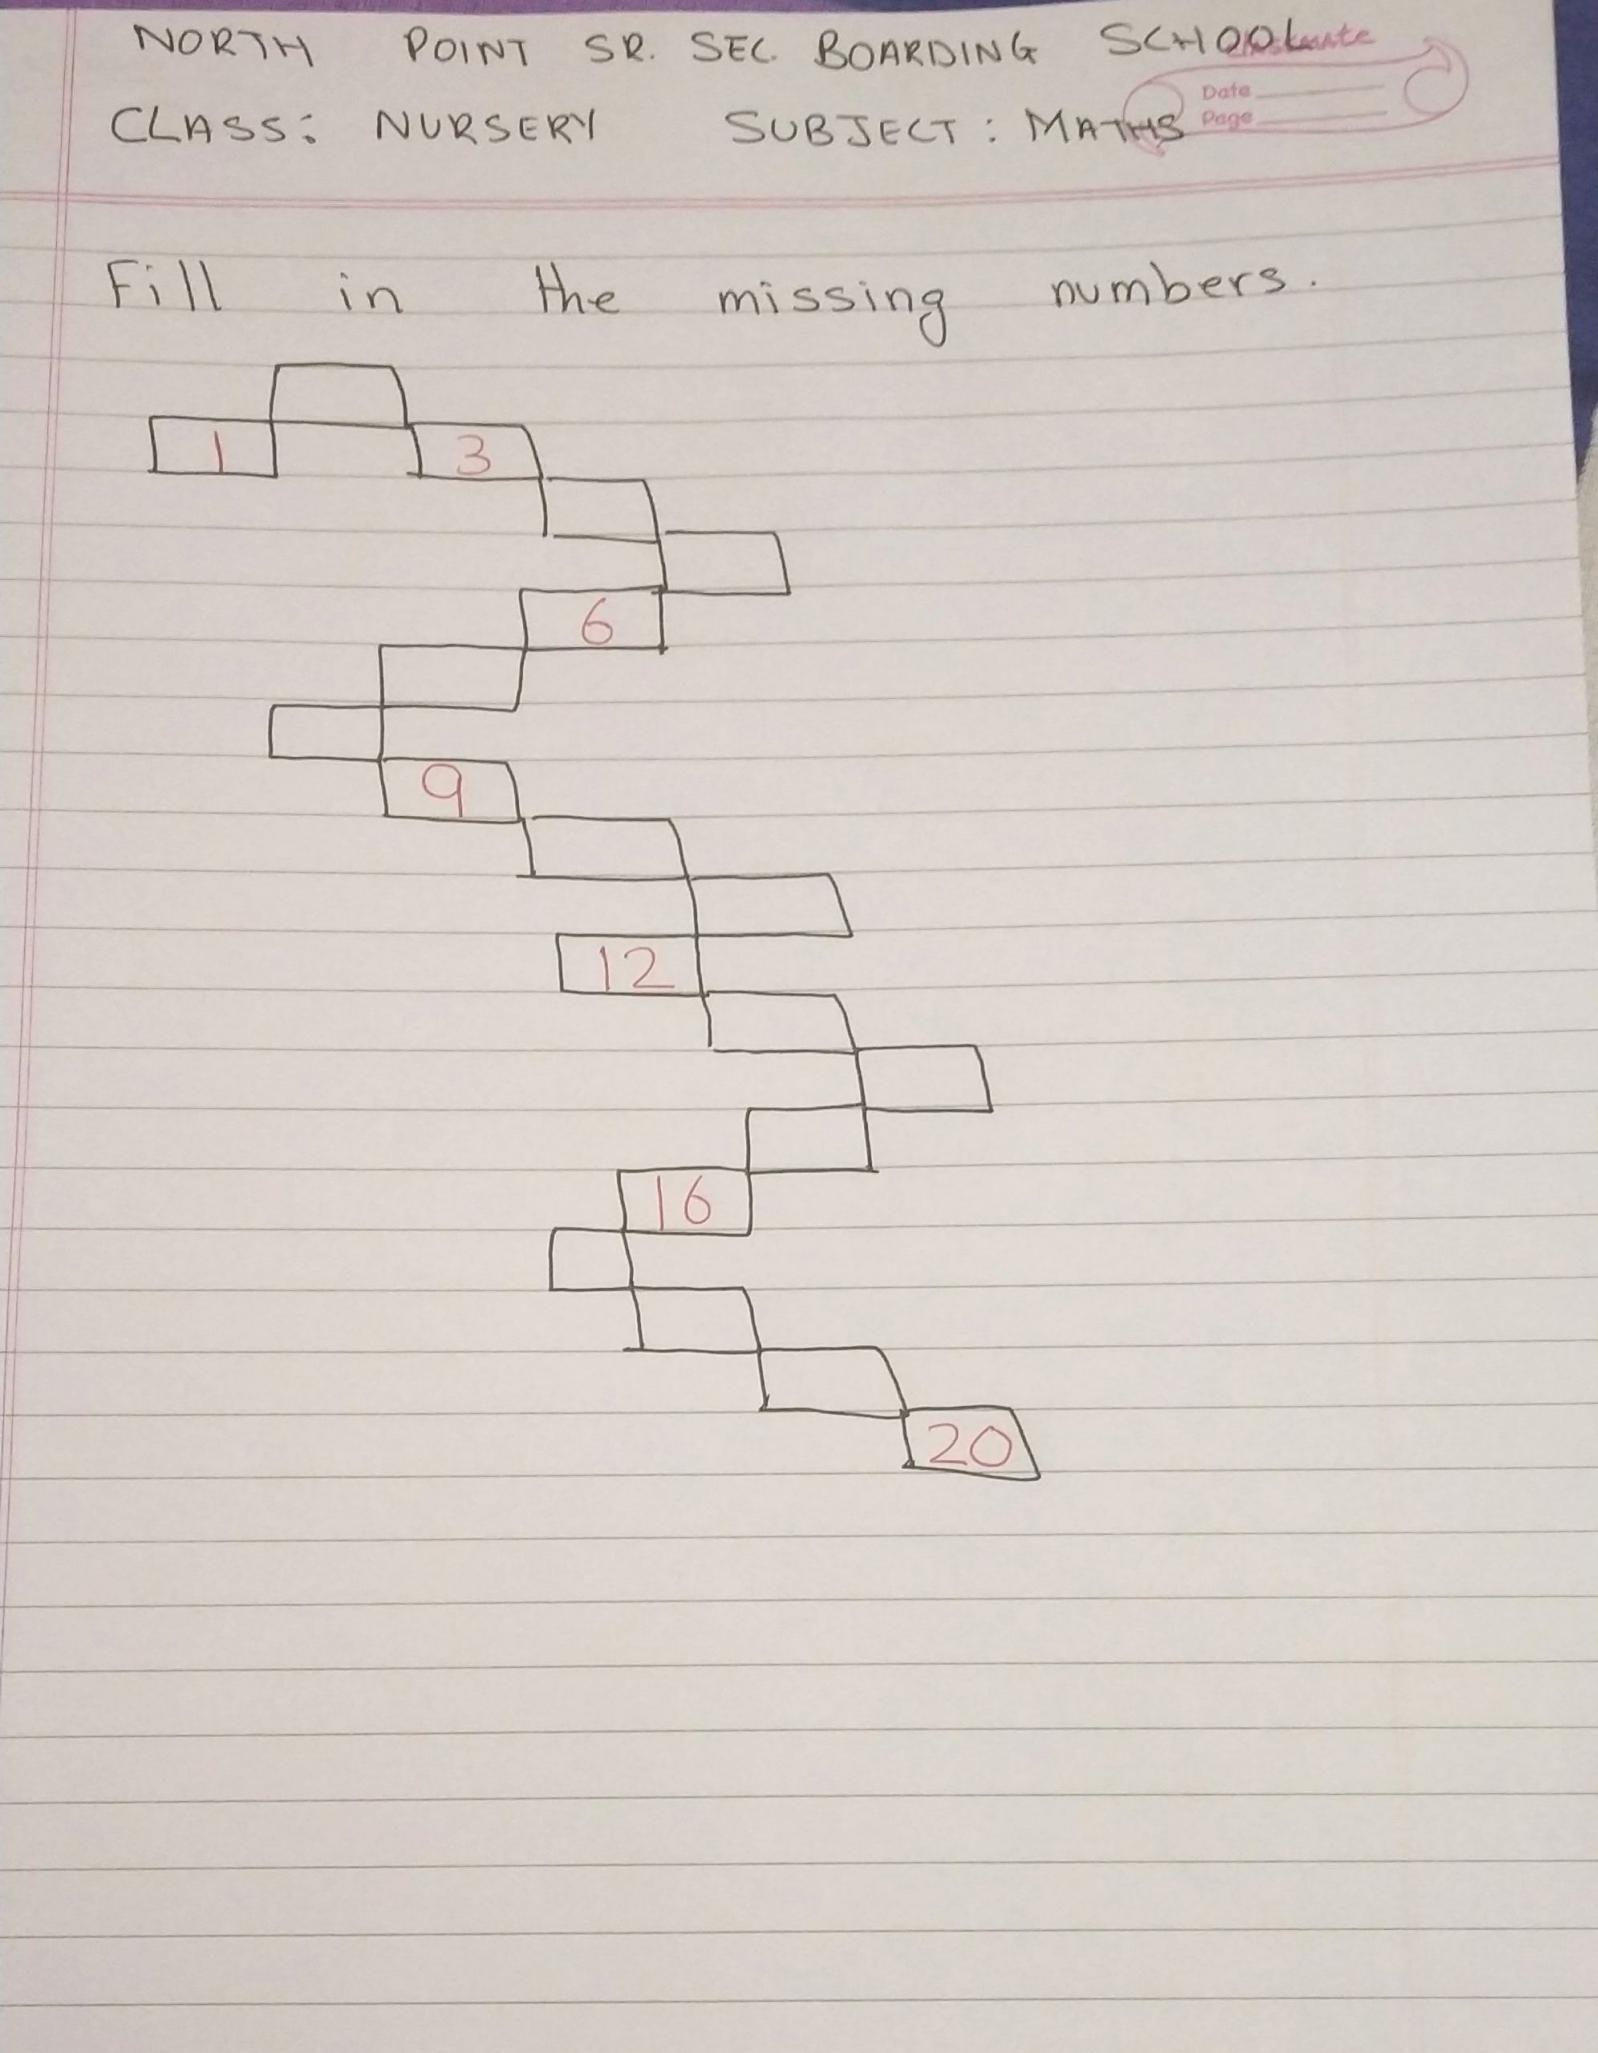 NORTH POINT SR. SEC. BOARDING SCHOOL
Date
CLASS: NURSERY SUBJECT: MATHS
Page
Fill in the missing numbers.
1 3
6
9
12
16
20